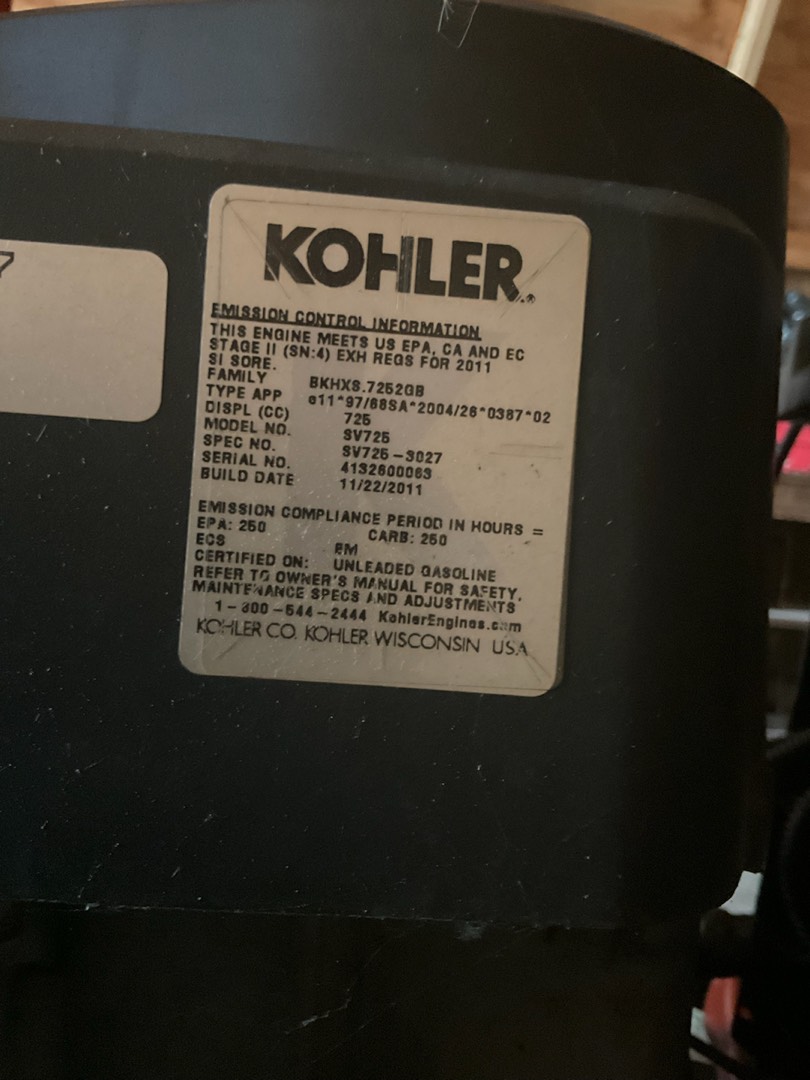 7
KOHLER®
EMISSION CONTROL INFORMATION
THIS ENGINE MEETS US EPA, CA AND EC
STAGE II (SN:4) EXH REGS FOR 2011
SI SORE.
FAMILY BKHXS.7252GB
TYPE APP e11*97/68SA*2004/26*0387*02
DISPL (CC) 725
MODEL NO. SV725
SPEC NO. SV725-3027
SERIAL NO. 4132600063
BUILD DATE 11/22/2011
EMISSION COMPLIANCE PERIOD IN HOURS =
EPA: 250 CARB: 250
ECS EM
CERTIFIED ON: UNLEADED GASOLINE
REFER TO OWNER'S MANUAL FOR SAFETY,
MAINTENANCE SPECS AND ADJUSTMENTS
1-800-544-2444 KohlerEngines.com
KOHLER CO. KOHLER WISCONSIN USA